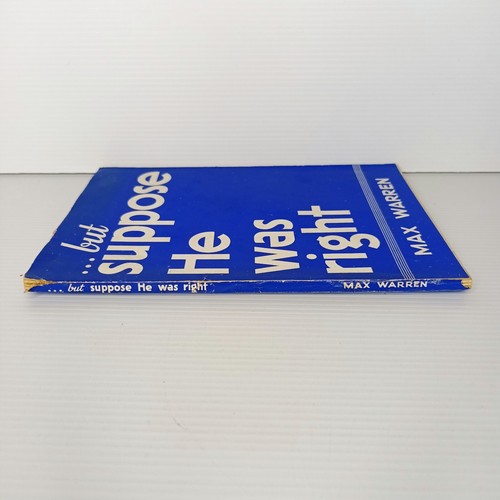 ...but
suppose
He
was
right
MAX WARREN
... but suppose He was right
MAX WARREN